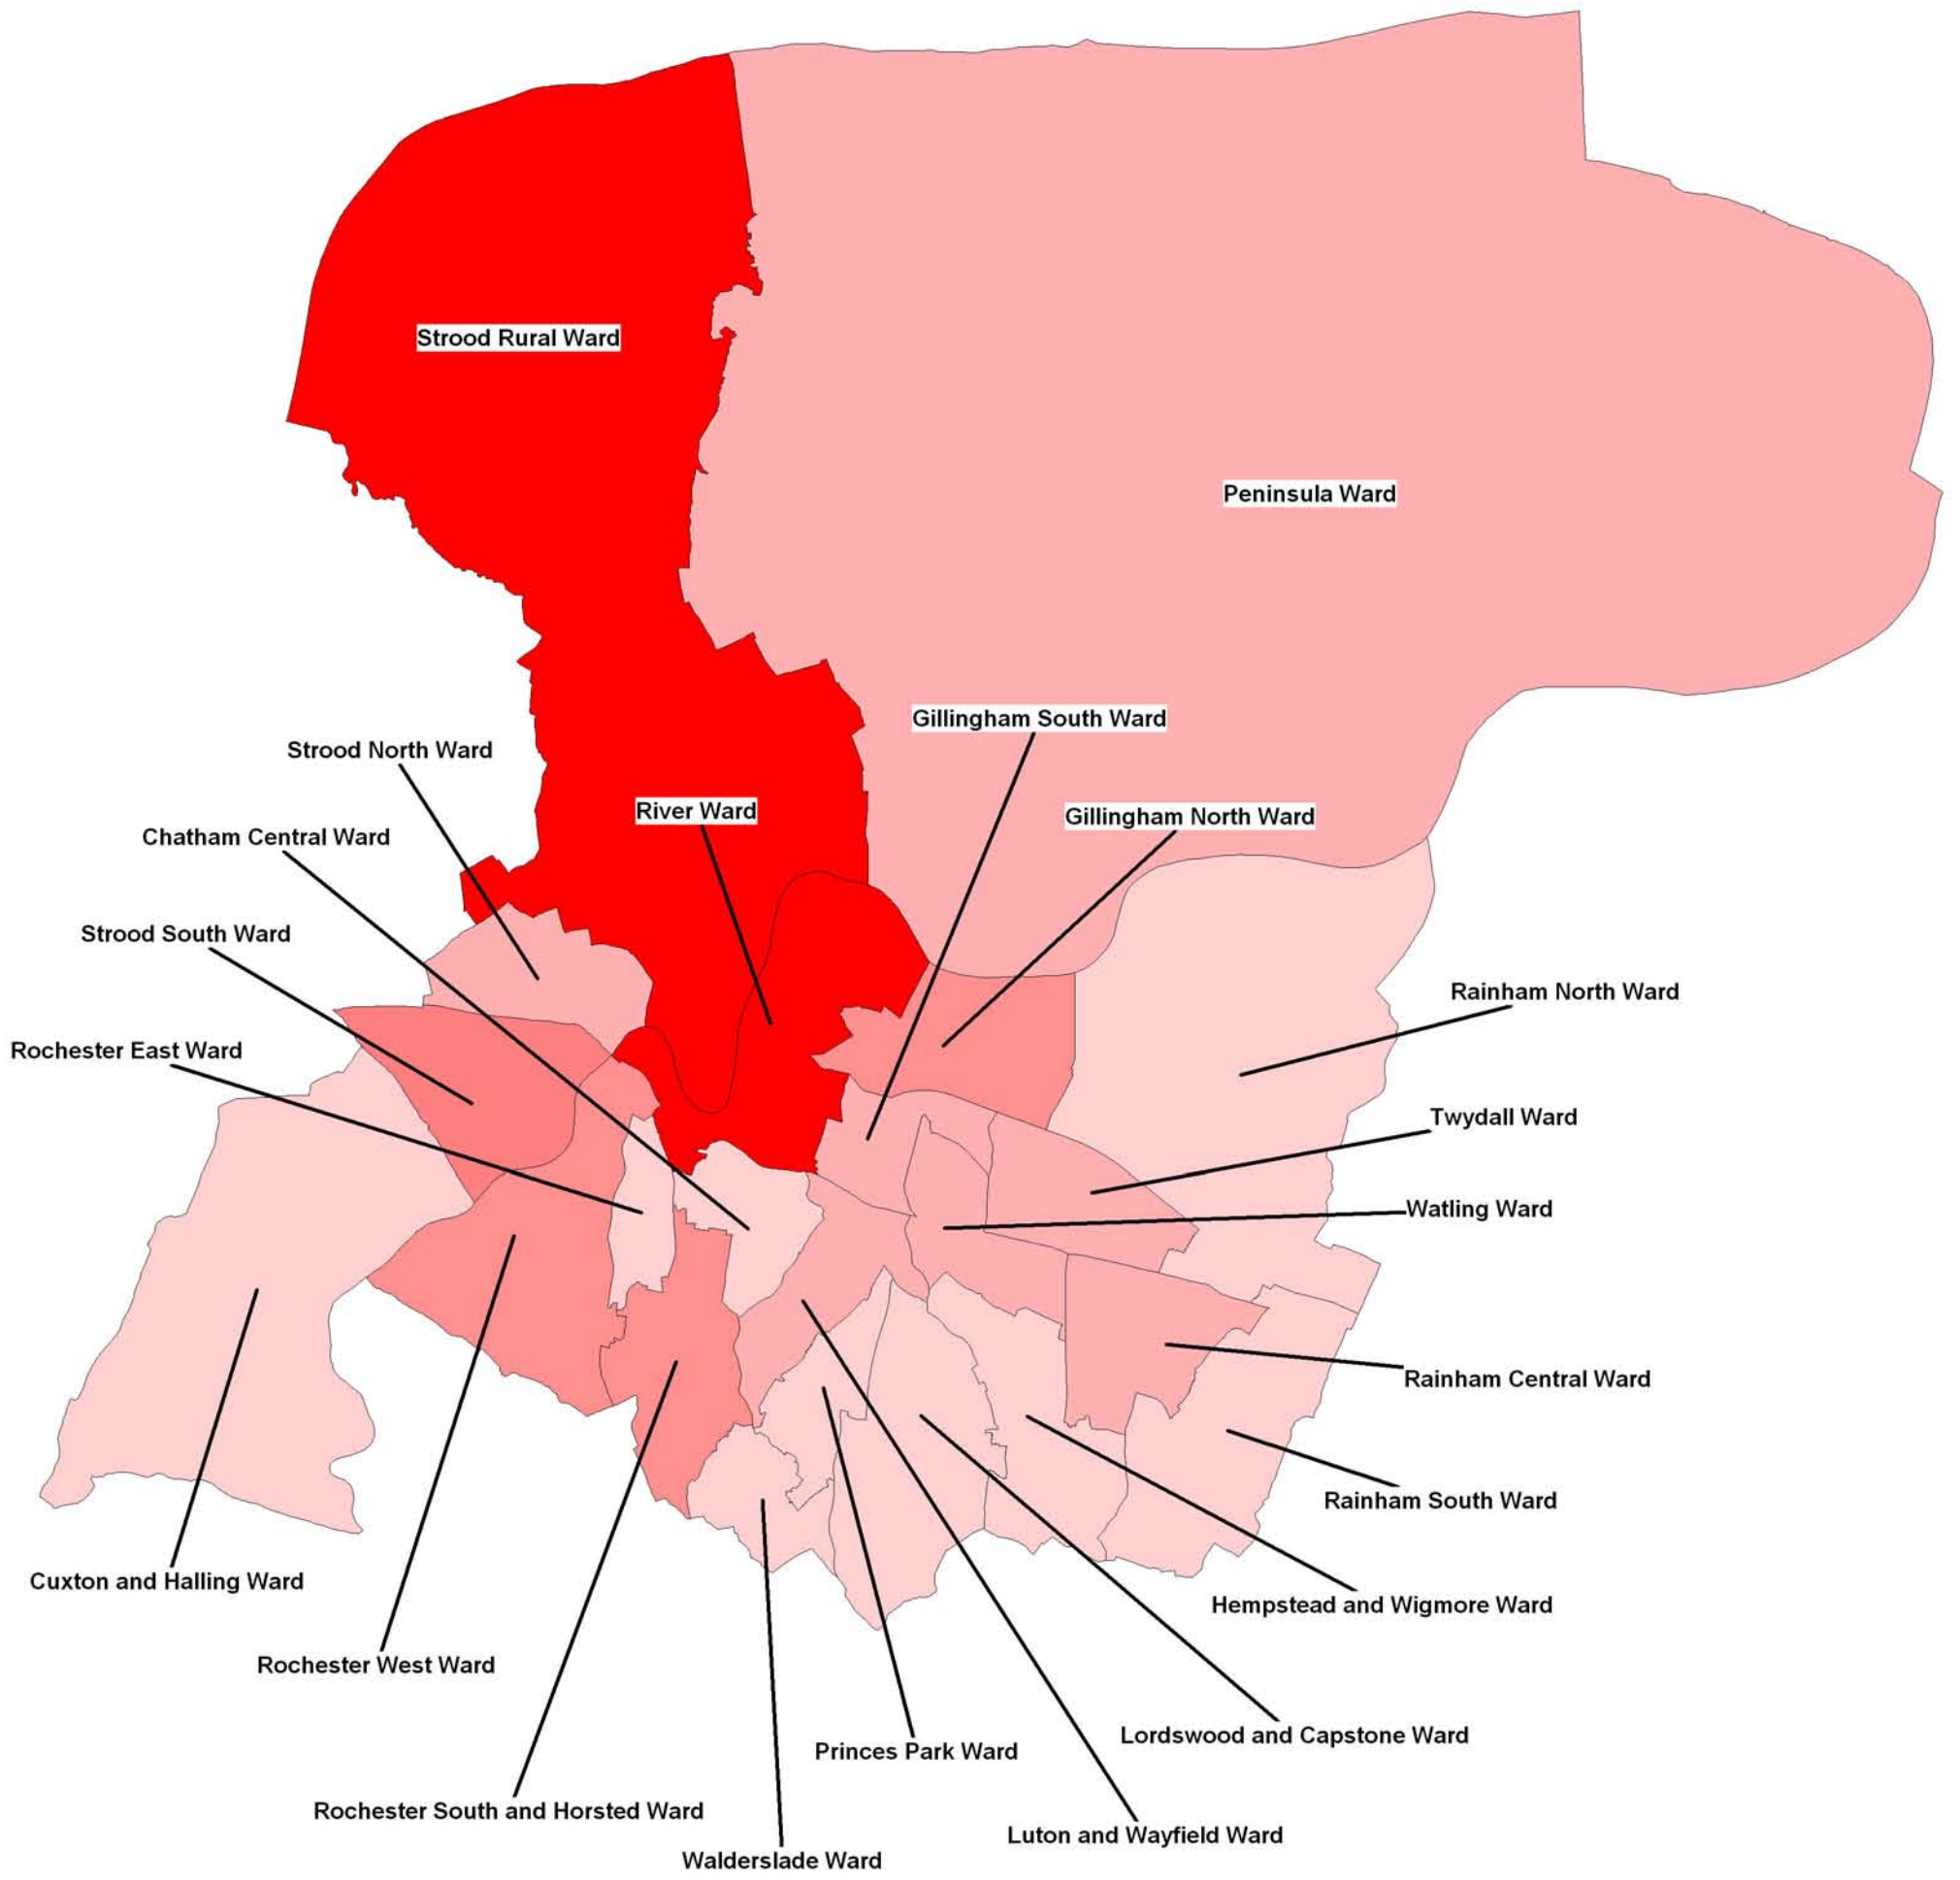 Strood Rural Ward
Peninsula Ward
Gillingham South Ward
Strood North Ward
River Ward
Gillingham North Ward
Chatham Central Ward
Strood South Ward
Rainham North Ward
Rochester East Ward
Twydall Ward
Watling Ward
Rainham Central Ward
Rainham South Ward
Cuxton and Halling Ward
Hempstead and Wigmore Ward
Rochester West Ward
Lordswood and Capstone Ward
Princes Park Ward
Rochester South and Horsted Ward
Luton and Wayfield Ward
Walderslade Ward